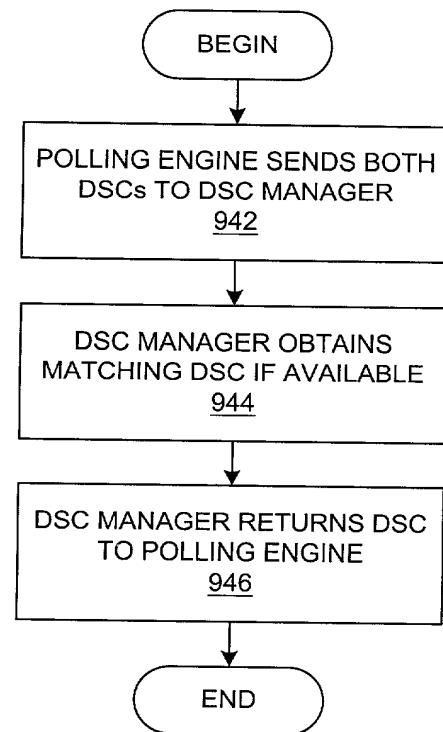 BEGIN
POLLING ENGINE SENDS BOTH
DSCs TO DSC MANAGER
942
DSC MANAGER OBTAINS
MATCHING DSC IF AVAILABLE
944
DSC MANAGER RETURNS DSC
TO POLLING ENGINE
946
END